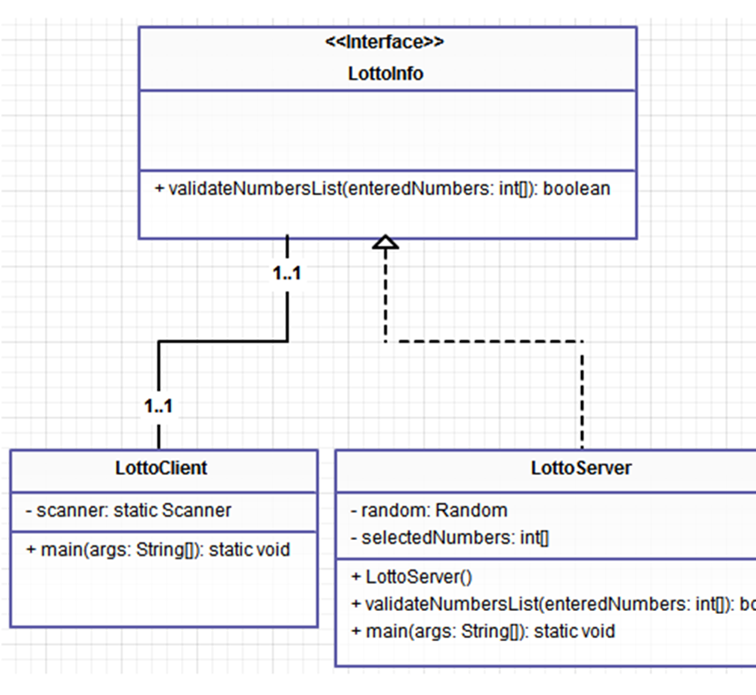 <<Interface>>
LottoInfo
+ validateNumbersList(enteredNumbers: int[]): boolean
1..1
1..1
LottoClient
- scanner: static Scanner
+ main(args: String[]): static void
LottoServer
- random: Random
- selectedNumbers: int[]
+ LottoServer()
+ validateNumbersList(enteredNumbers: int[]): bo
+ main(args: String[]): static void